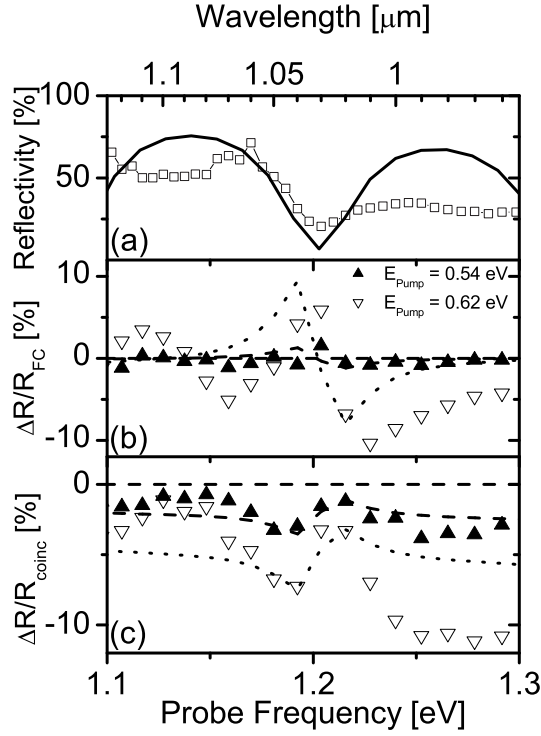 Wavelength [μm]
1.1 1.05 1
Reflectivity [%]
100
50
(a)
ΔR/R_FC [%]
10
0
-10
E_Pump = 0.54 eV
E_Pump = 0.62 eV
(b)
ΔR/R_coinc [%]
0
-10
(c)
1.1 1.2 1.3
Probe Frequency [eV]